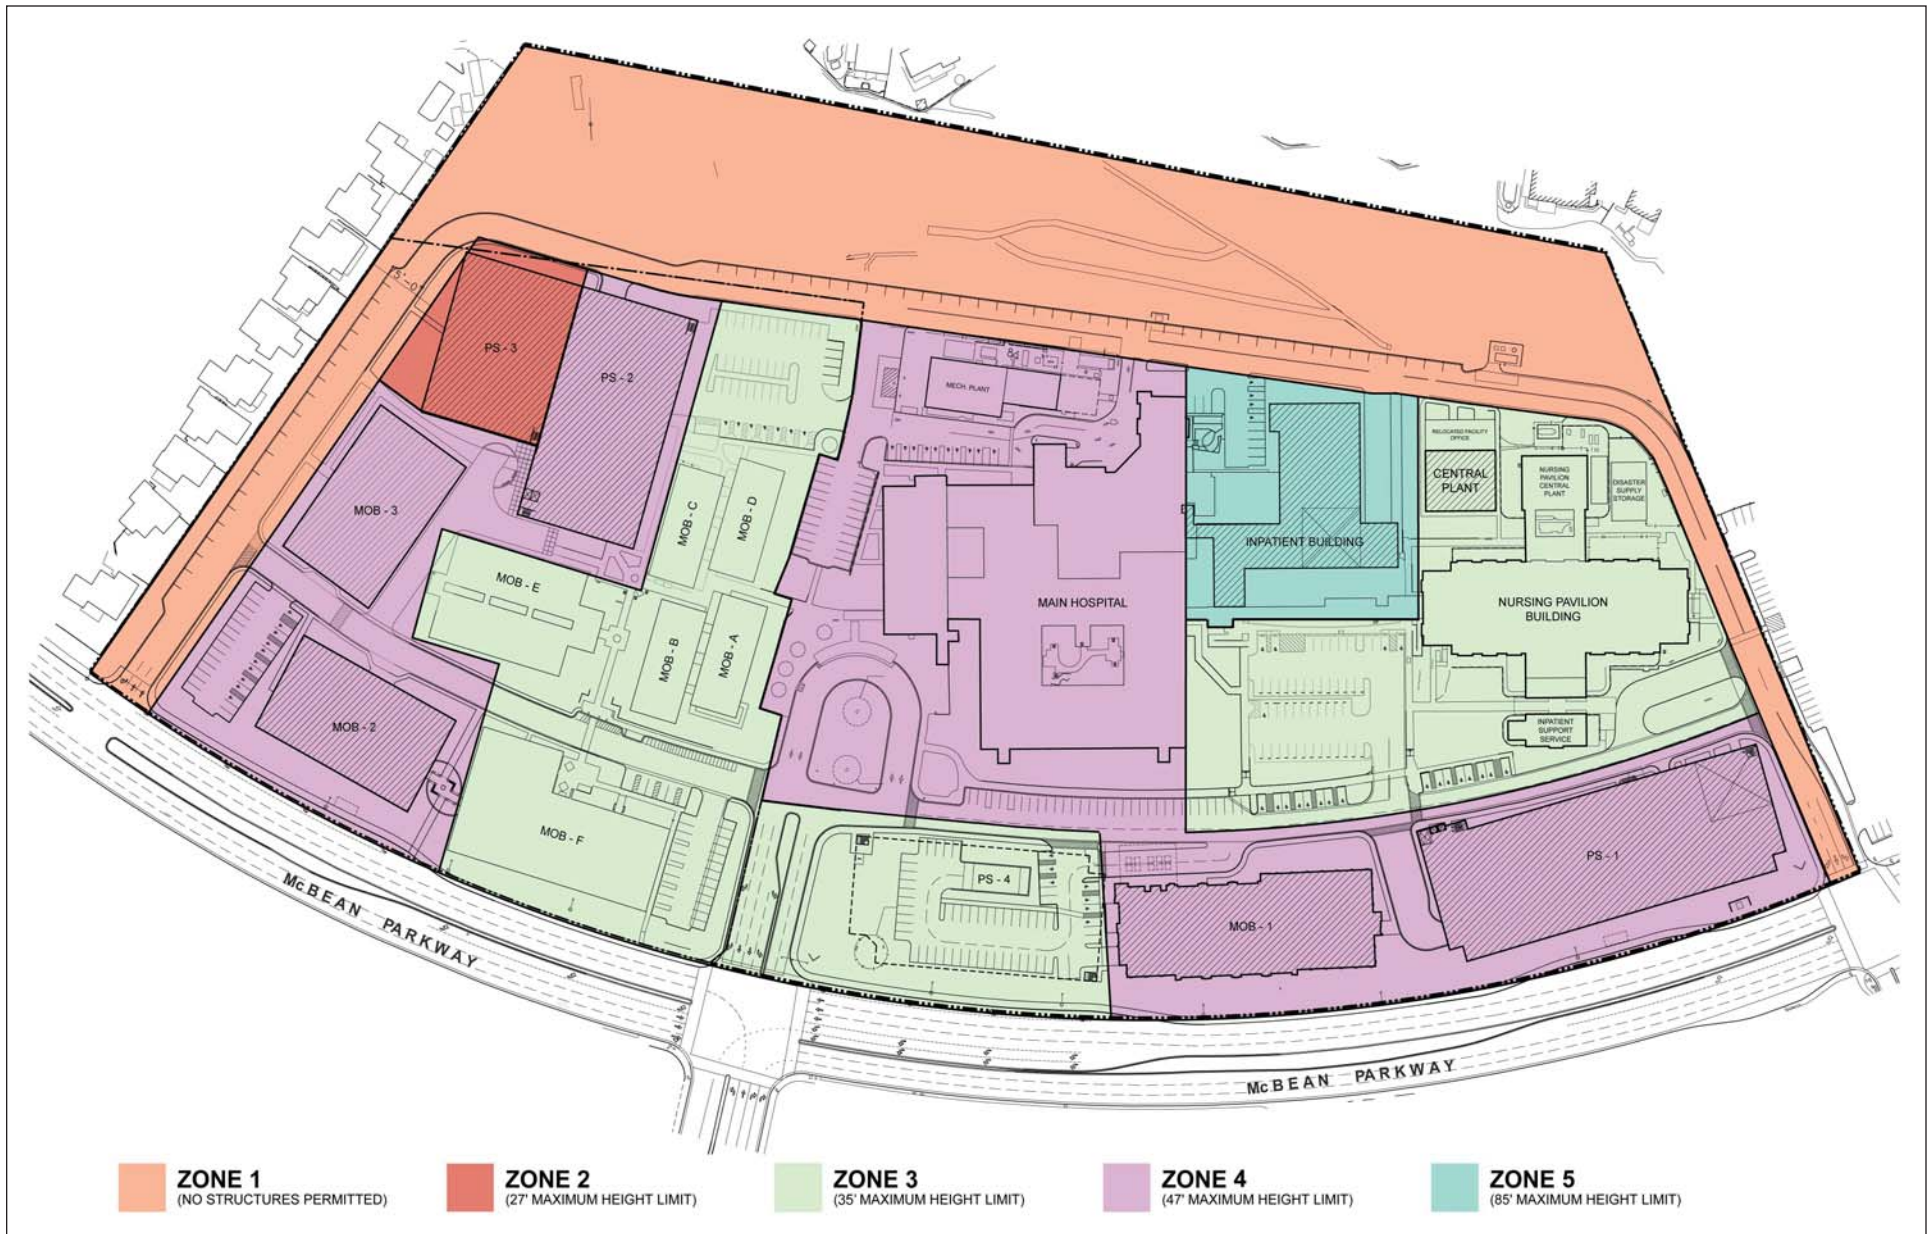 PS - 3
PS - 2
MECH. PLANT
RELOCATED FACILITY
OFFICE
CENTRAL
PLANT
NURSING
PAVILION
CENTRAL
PLANT
DISASTER
SUPPLY
STORAGE
MOB - 3
MOB - C
MOB - D
INPATIENT BUILDING
MOB - E
MAIN HOSPITAL
NURSING PAVILION
BUILDING
MOB - B
MOB - A
MOB - 2
INPATIENT
SUPPORT
SERVICE
MOB - F
PS - 4
PS - 1
MOB - 1
McBEAN PARKWAY
McBEAN PARKWAY
ZONE 1
(NO STRUCTURES PERMITTED)
ZONE 2
(27' MAXIMUM HEIGHT LIMIT)
ZONE 3
(35' MAXIMUM HEIGHT LIMIT)
ZONE 4
(47' MAXIMUM HEIGHT LIMIT)
ZONE 5
(85' MAXIMUM HEIGHT LIMIT)